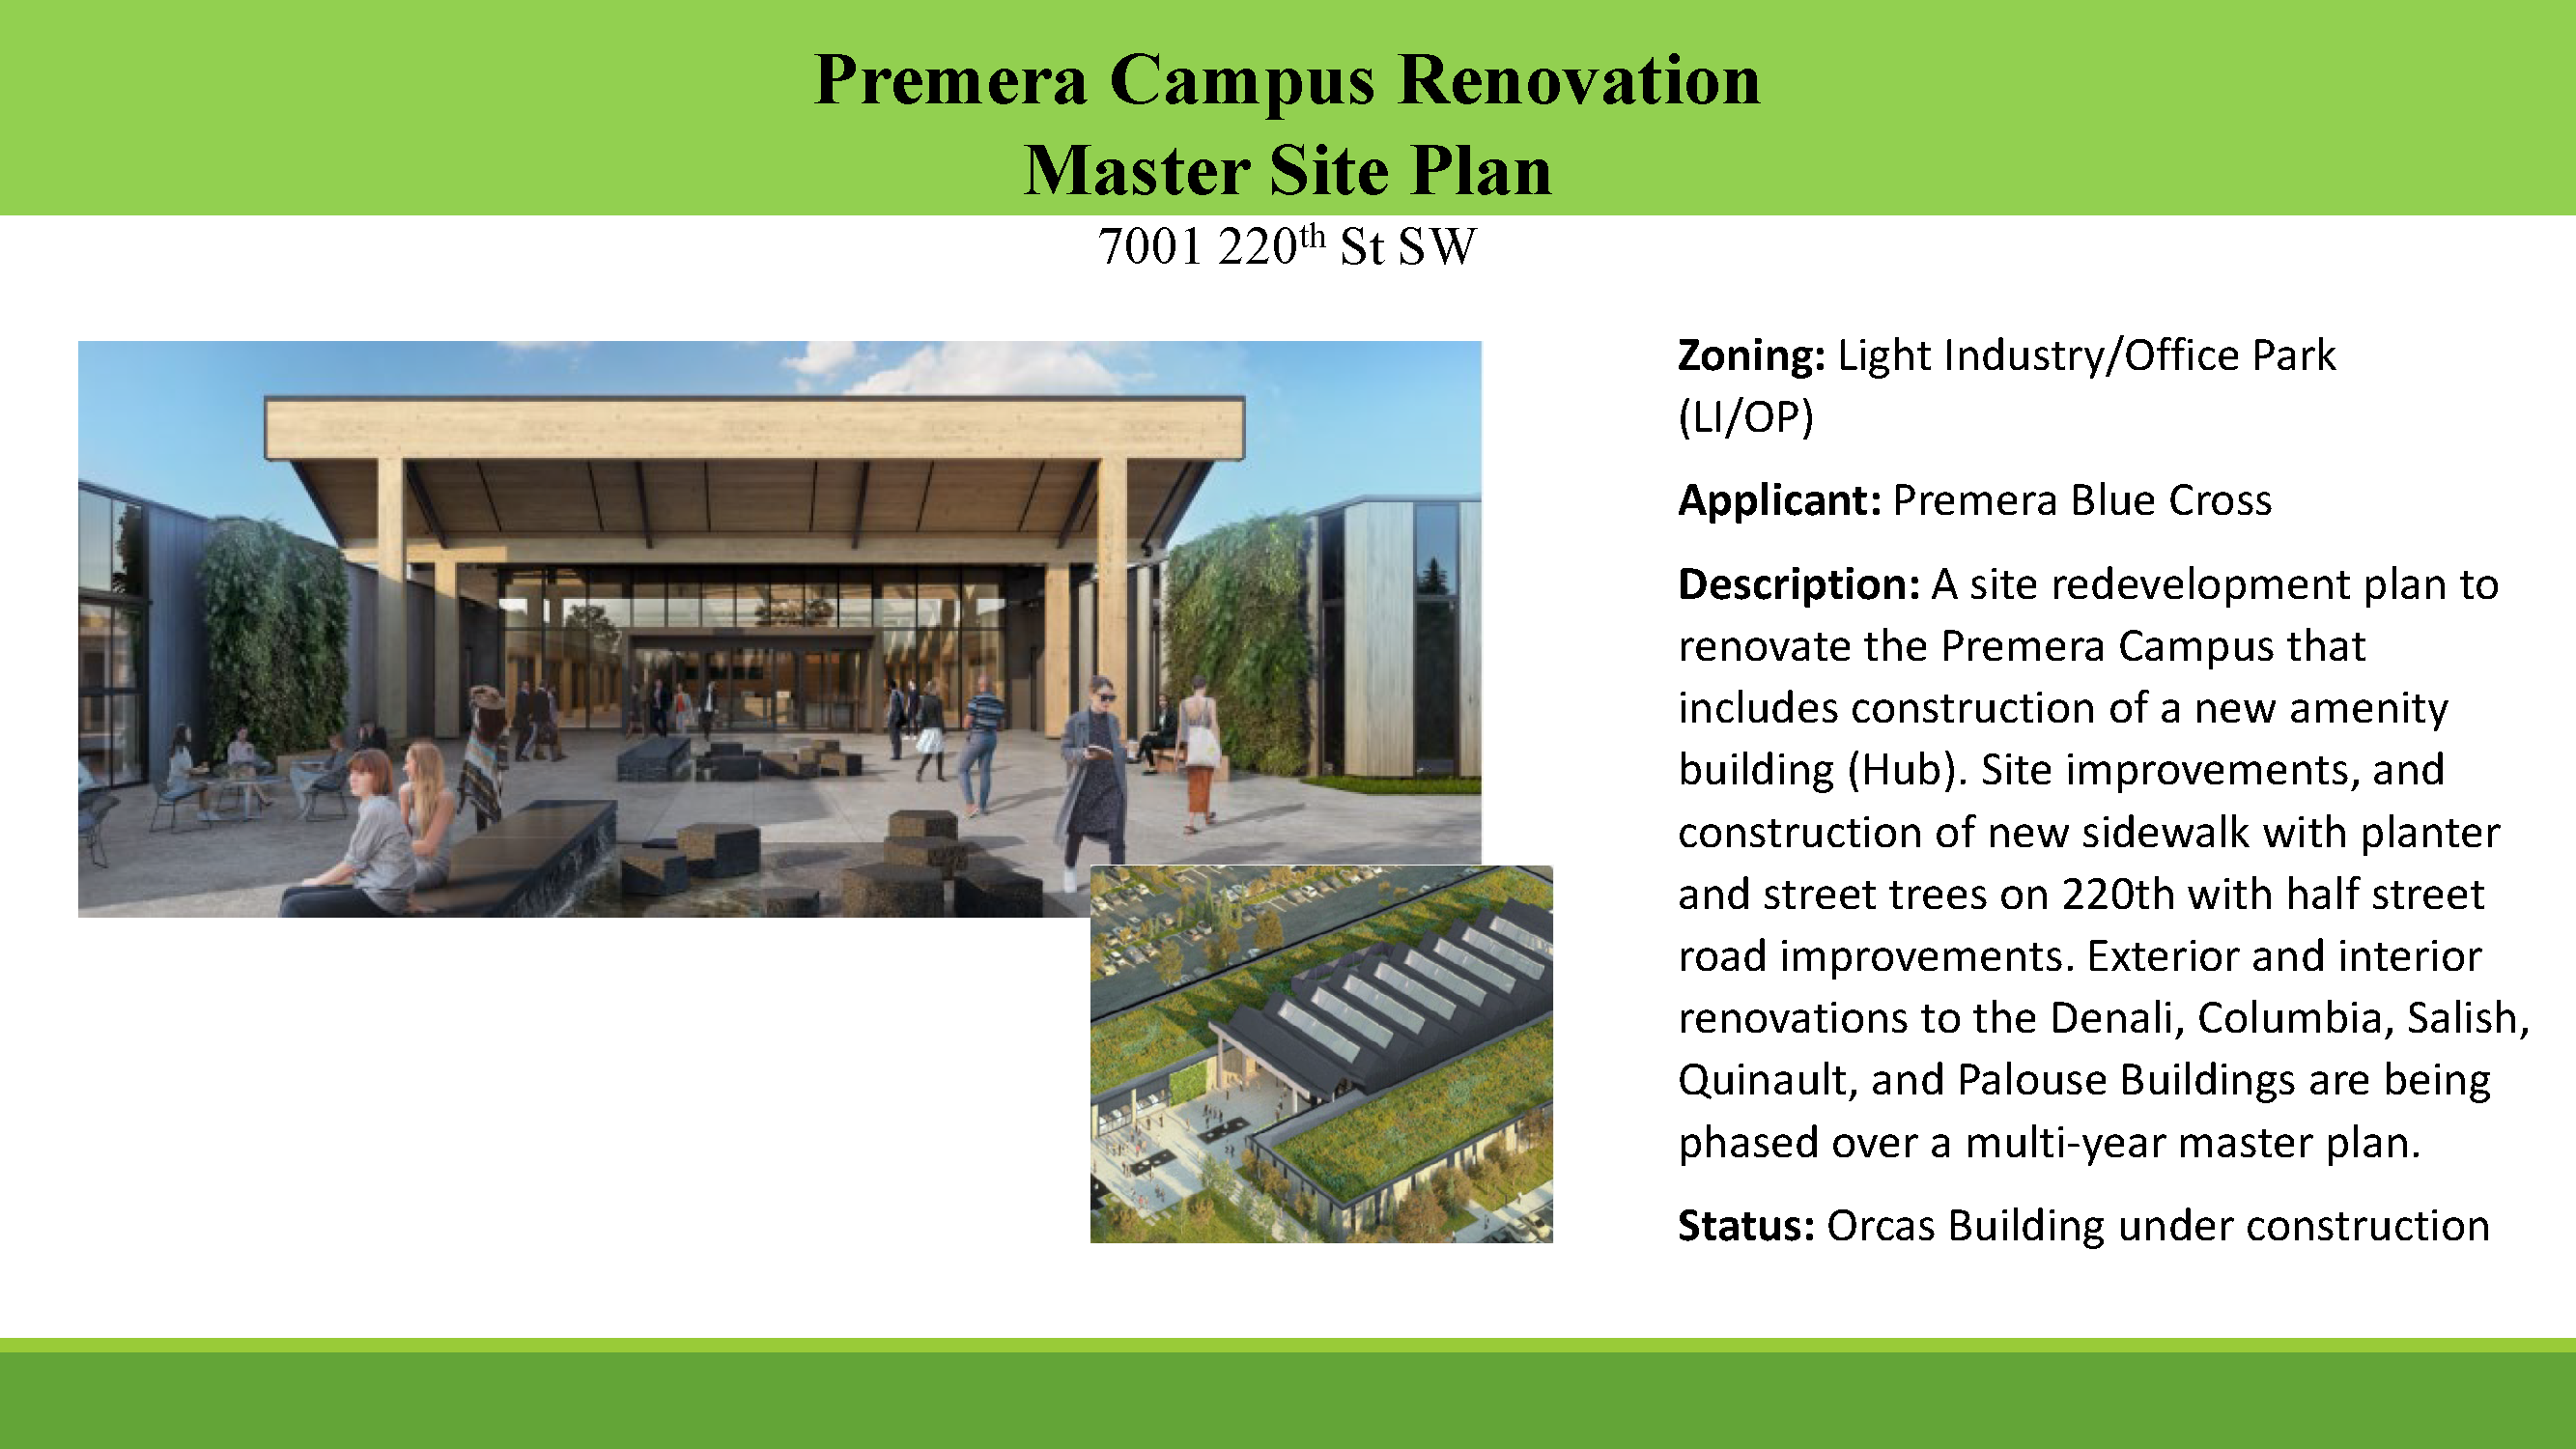 Premera Campus Renovation
Master Site Plan
7001 220th St SW
Zoning: Light Industry/Office Park
(LI/OP)
Applicant: Premera Blue Cross
Description: A site redevelopment plan to
renovate the Premera Campus that
includes construction of a new amenity
building (Hub). Site improvements, and
construction of new sidewalk with planter
and street trees on 220th with half street
road improvements. Exterior and interior
renovations to the Denali, Columbia, Salish,
Quinault, and Palouse Buildings are being
phased over a multi-year master plan.
Status: Orcas Building under construction